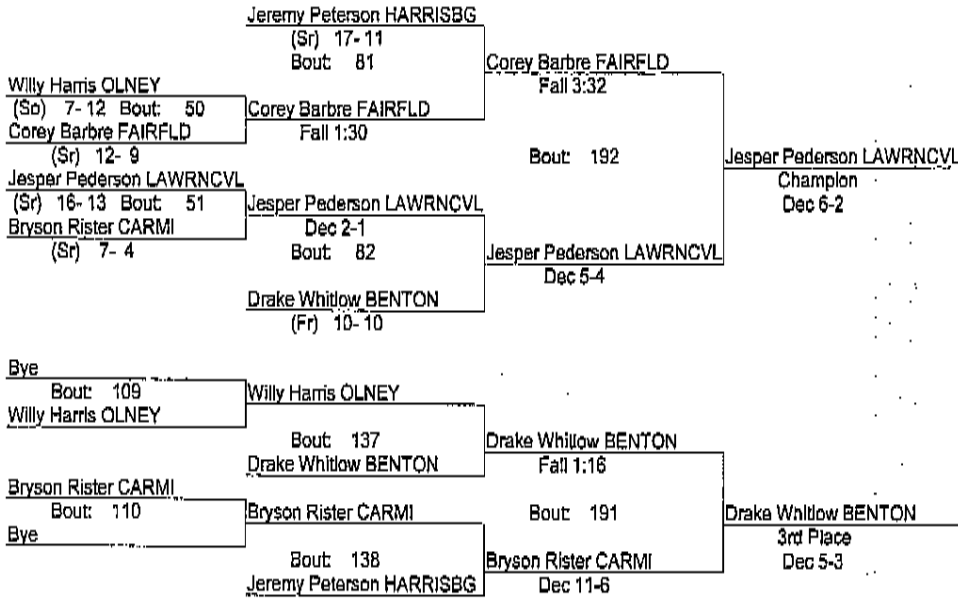 Jeremy Peterson HARRISBG
(Sr) 17- 11
Bout: 81
Corey Barbre FAIRFLD
Fall 3:32
Willy Harris OLNEY
(So) 7- 12 Bout: 50
Corey Barbre FAIRFLD
Fall 1:30
Corey Barbre FAIRFLD
(Sr) 12- 9
Bout: 192
Jesper Pederson LAWRNCVL
Champion
Dec 6-2
Jesper Pederson LAWRNCVL
(Sr) 16- 13 Bout: 51
Jesper Pederson LAWRNCVL
Dec 2-1
Bout: 82
Bryson Rister CARMI
(Sr) 7- 4
Jesper Pederson LAWRNCVL
Dec 5-4
Drake Whitlow BENTON
(Fr) 10- 10
Bye
Bout: 109
Willy Harris OLNEY
Willy Harris OLNEY
Bout: 137
Drake Whitlow BENTON
Drake Whitlow BENTON
Fall 1:16
Bryson Rister CARMI
Bout: 110
Bye
Bryson Rister CARMI
Bout: 191
Drake Whitlow BENTON
3rd Place
Dec 5-3
Bout: 138
Jeremy Peterson HARRISBG
Bryson Rister CARMI
Dec 11-6